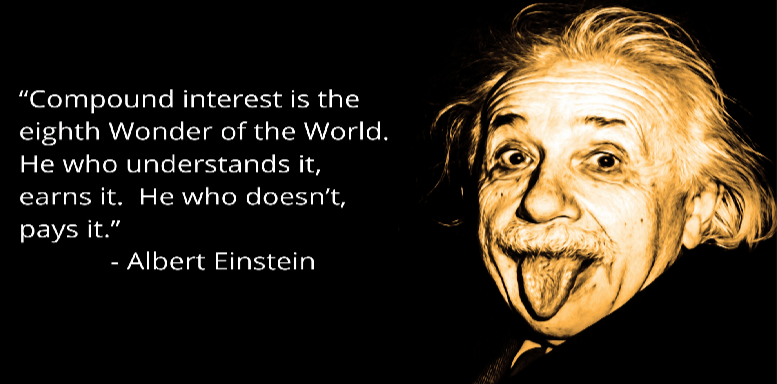 “Compound interest is the
eighth Wonder of the World.
He who understands it,
earns it.  He who doesn’t,
pays it.”
- Albert Einstein